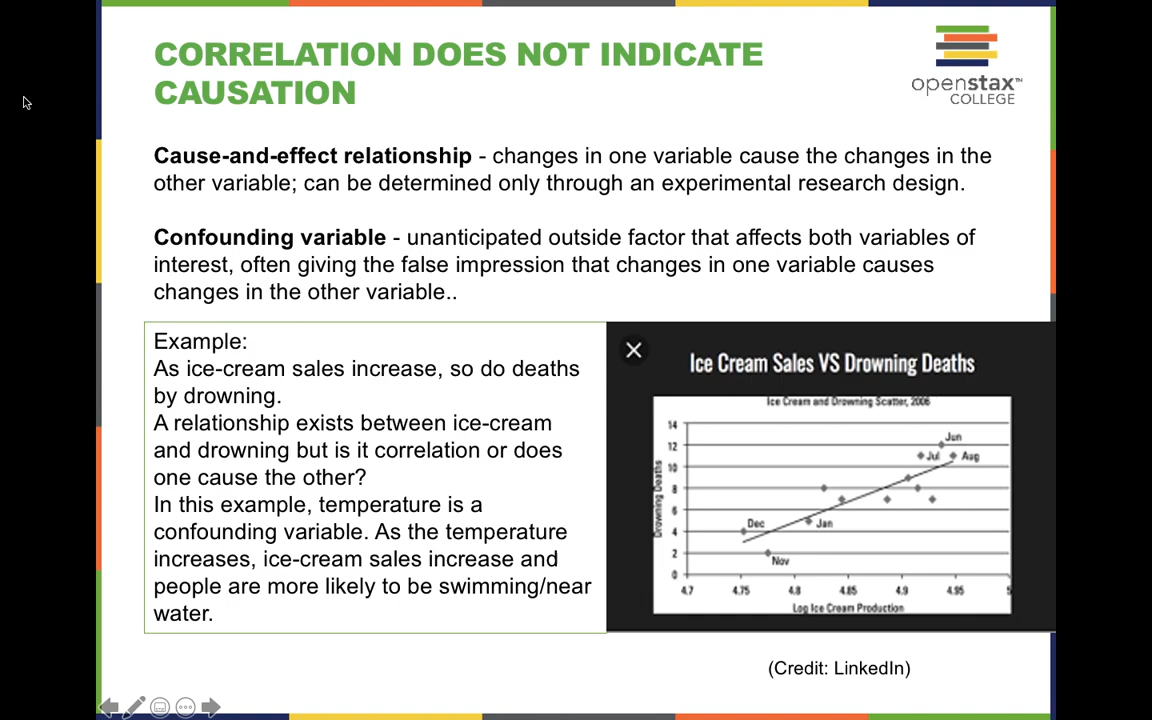 CORRELATION DOES NOT INDICATE
CAUSATION
openstax™
COLLEGE
Cause-and-effect relationship - changes in one variable cause the changes in the
other variable; can be determined only through an experimental research design.
Confounding variable - unanticipated outside factor that affects both variables of
interest, often giving the false impression that changes in one variable causes
changes in the other variable..
Example:
As ice-cream sales increase, so do deaths
by drowning.
A relationship exists between ice-cream
and drowning but is it correlation or does
one cause the other?
In this example, temperature is a
confounding variable. As the temperature
increases, ice-cream sales increase and
people are more likely to be swimming/near
water.
Ice Cream Sales VS Drowning Deaths
Ice Cream and Drowning Scatter, 2006
Drowning Deaths
14
12
10
8
6
4
2
0
Jun
Jul
Aug
Dec
Jan
Nov
4.7
4.75
4.8
4.85
4.9
4.95
5
Log Ice Cream Production
(Credit: LinkedIn)